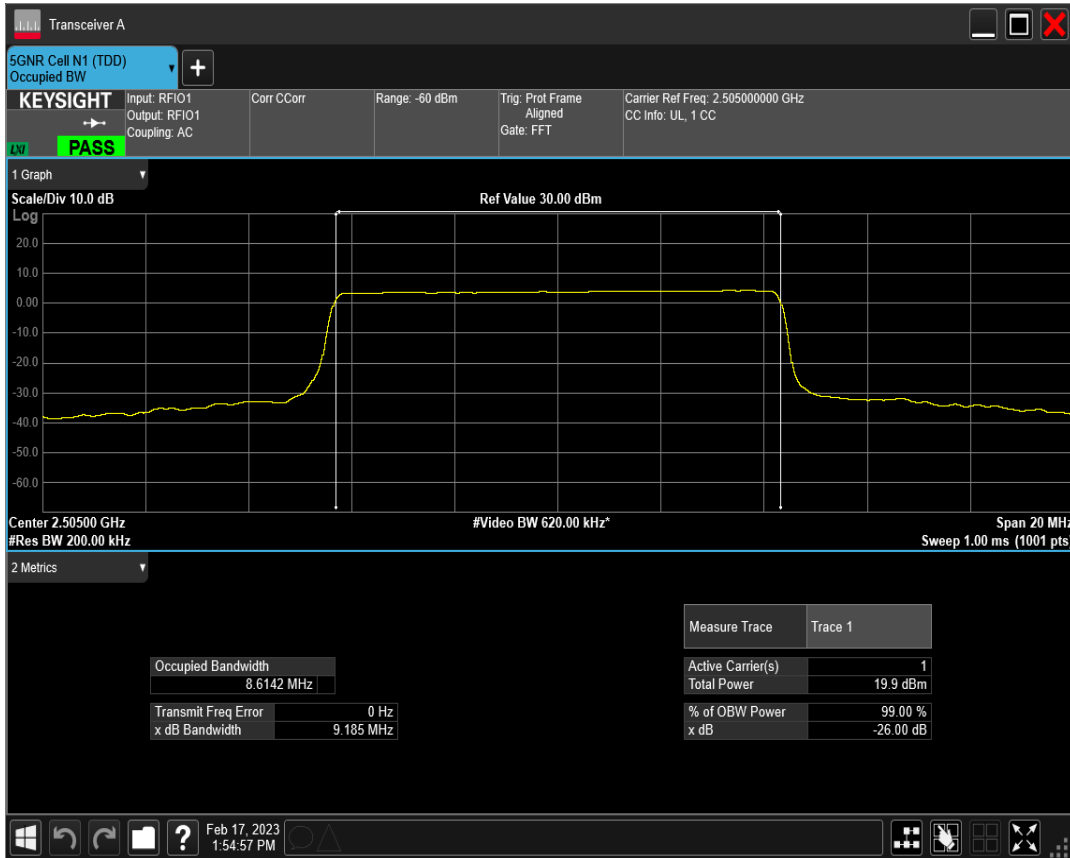 Transceiver A
5GNR Cell N1 (TDD)
Occupied BW
+
KEYSIGHT
LXI
PASS
Input: RFIO1
Output: RFIO1
Coupling: AC
Corr CCorr
Range: -60 dBm
Trig: Prot Frame
Aligned
Gate: FFT
Carrier Ref Freq: 2.505000000 GHz
CC Info: UL, 1 CC
1 Graph
Scale/Div 10.0 dB
Ref Value 30.00 dBm
Log
20.0
10.0
0.00
-10.0
-20.0
-30.0
-40.0
-50.0
-60.0
Center 2.50500 GHz
#Video BW 620.00 kHz*
Span 20 MHz
#Res BW 200.00 kHz
Sweep 1.00 ms (1001 pts)
2 Metrics
Measure Trace Trace 1
Occupied Bandwidth
8.6142 MHz
Active Carrier(s) 1
Total Power 19.9 dBm
Transmit Freq Error 0 Hz
x dB Bandwidth 9.185 MHz
% of OBW Power 99.00 %
x dB -26.00 dB
?
Feb 17, 2023
1:54:57 PM